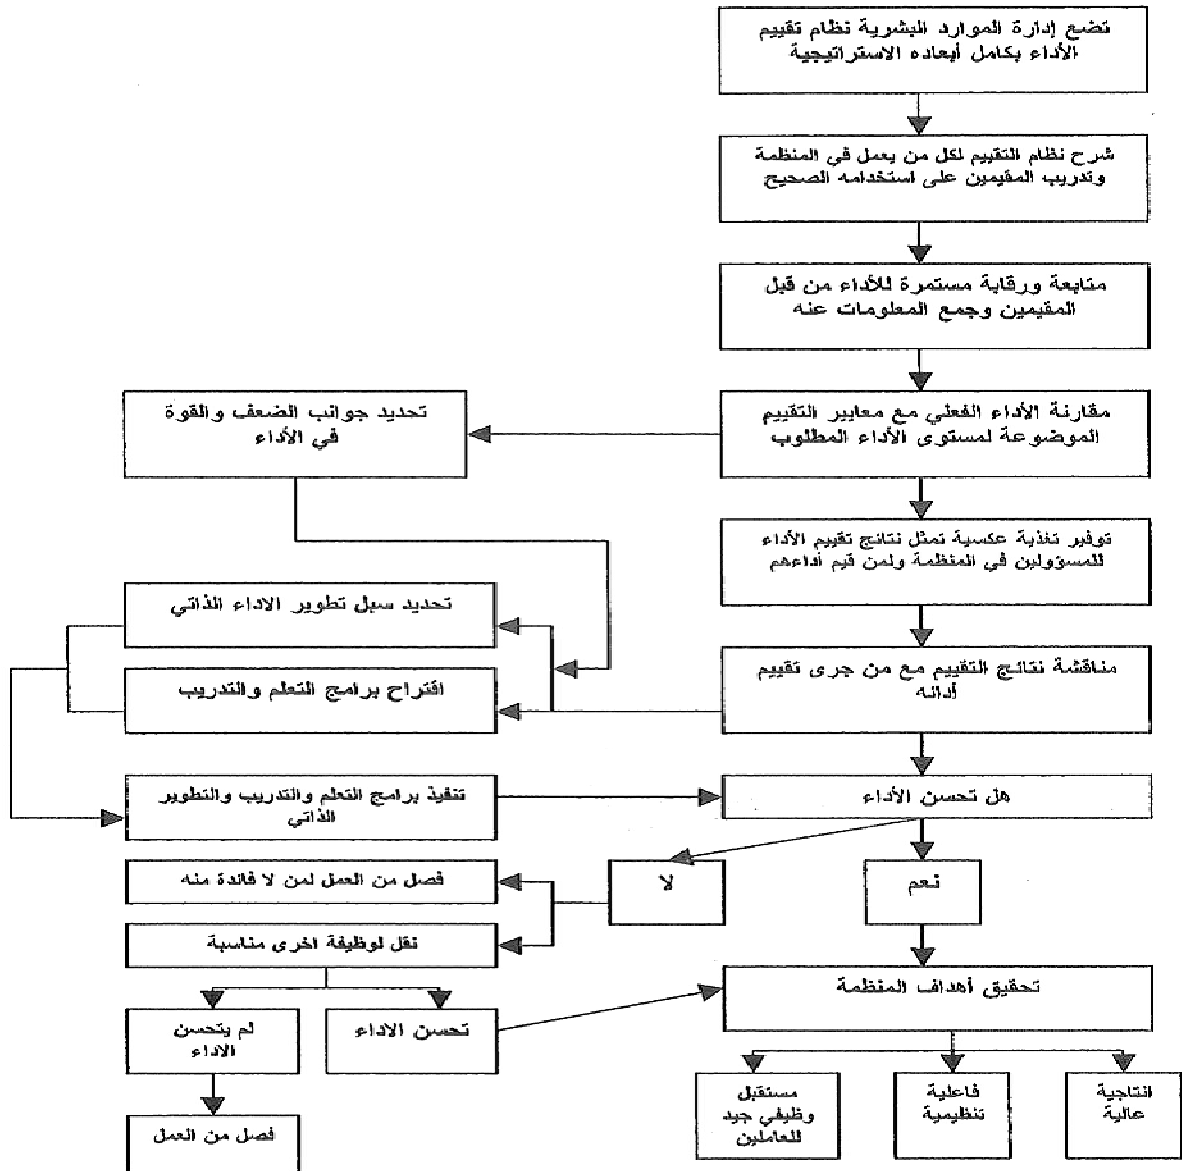 تضع إدارة الموارد البشرية نظام تقييم
الأداء بكامل أبعاده الاستراتيجية
شرح نظام التقييم لكل من يعمل في المنظمة
وتدريب المقيمين على استخدامه الصحيح
متابعة ورقابة مستمرة للأداء من قبل
المقيمين وجمع المعلومات عنه
مقارنة الأداء الفعلي مع معايير التقييم
الموضوعة لمستوى الأداء المطلوب
تحديد جوانب الضعف والقوة
في الأداء
توفير تغذية عكسية تمثل نتائج تقييم الأداء
للمسؤولين في المنظمة ولمن قيم أداءهم
تحديد سبل تطوير الاداء الذاتي
مناقشة نتائج التقييم مع من جرى تقييم
أدائه
اقتراح برامج التعلم والتدريب
هل تحسن الأداء
تنفيذ برامج التعلم والتدريب والتطوير
الذاتي
نعم
لا
فصل من العمل لمن لا فائدة منه
نقل لوظيفة اخرى مناسبة
تحقيق أهداف المنظمة
تحسن الاداء
لم يتحسن
الاداء
انتاجية
عالية
فاعلية
تنظيمية
مستقبل
وظيفي جيد
للعاملين
فصل من العمل